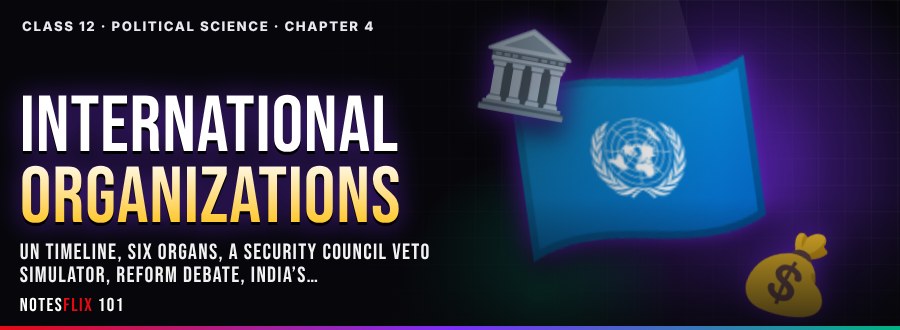 CLASS 12 · POLITICAL SCIENCE · CHAPTER 4
INTERNATIONAL
ORGANIZATIONS
UN TIMELINE, SIX ORGANS, A SECURITY COUNCIL VETO
SIMULATOR, REFORM DEBATE, INDIA'S…
NOTESFLIX 101
$